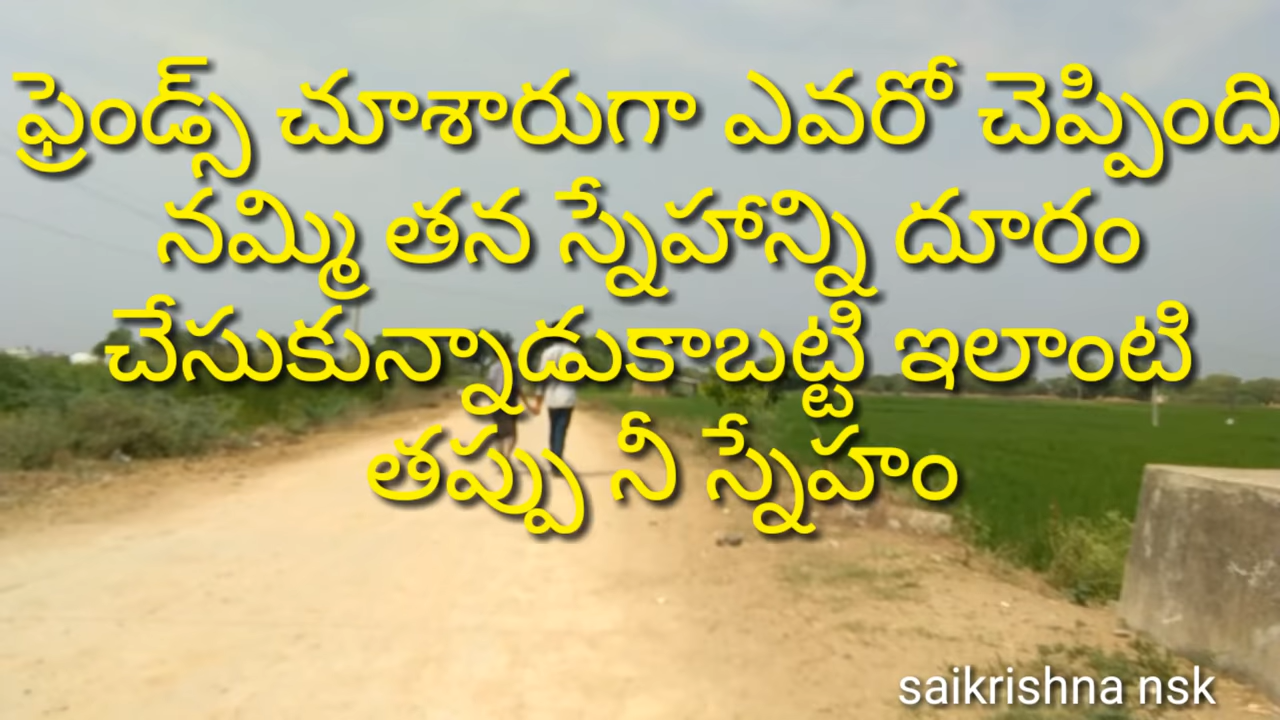 ఫ్రెండ్స్ చూశారుగా ఎవరో చెప్పింది
నమ్మి తన స్నేహాన్ని దూరం
చేసుకున్నాడుకాబట్టి ఇలాంటి
తప్పు నీ స్నేహం
saikrishna nsk